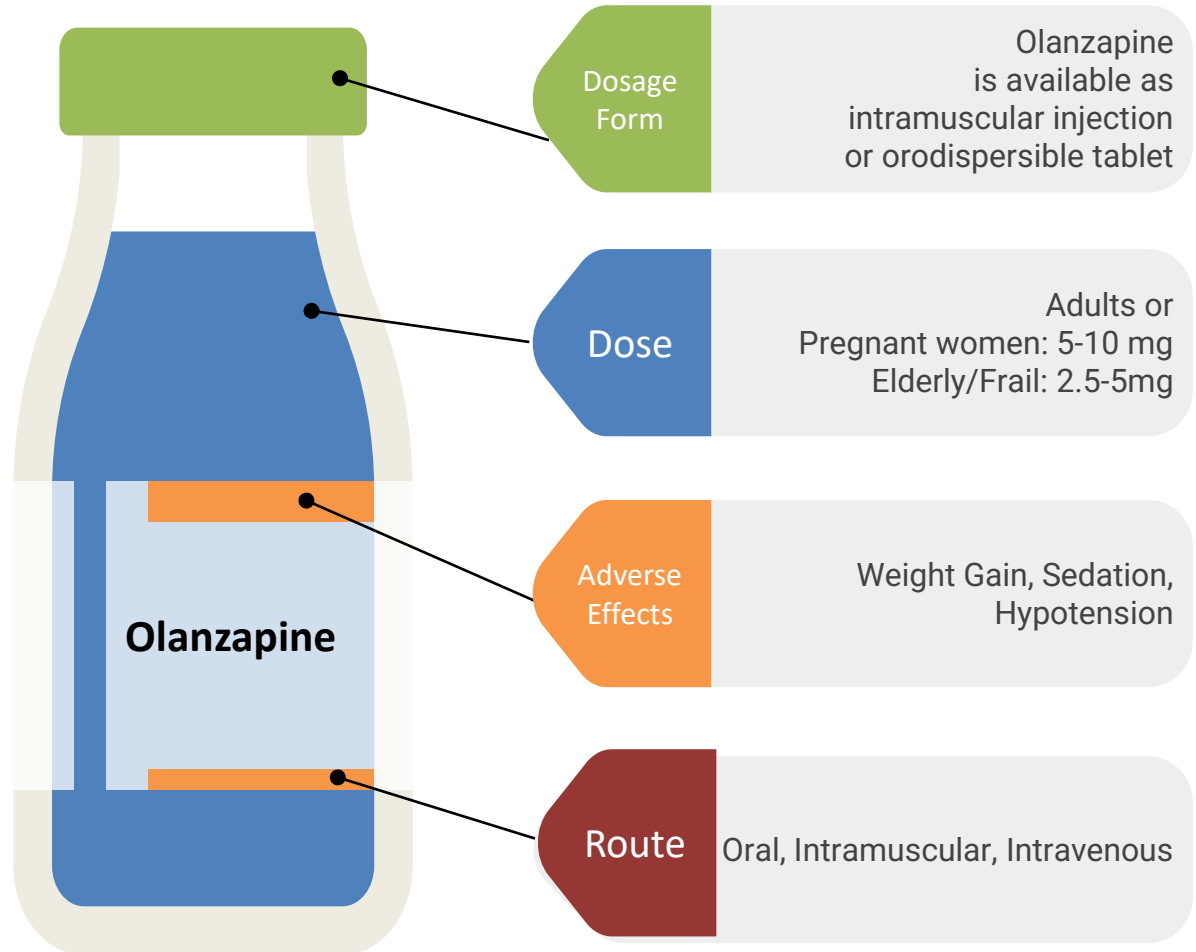 Dosage
Form
Olanzapine
is available as
intramuscular injection
or orodispersible tablet
Dose
Adults or
Pregnant women: 5-10 mg
Elderly/Frail: 2.5-5mg
Adverse
Effects
Weight Gain, Sedation,
Hypotension
Olanzapine
Route
Oral, Intramuscular, Intravenous